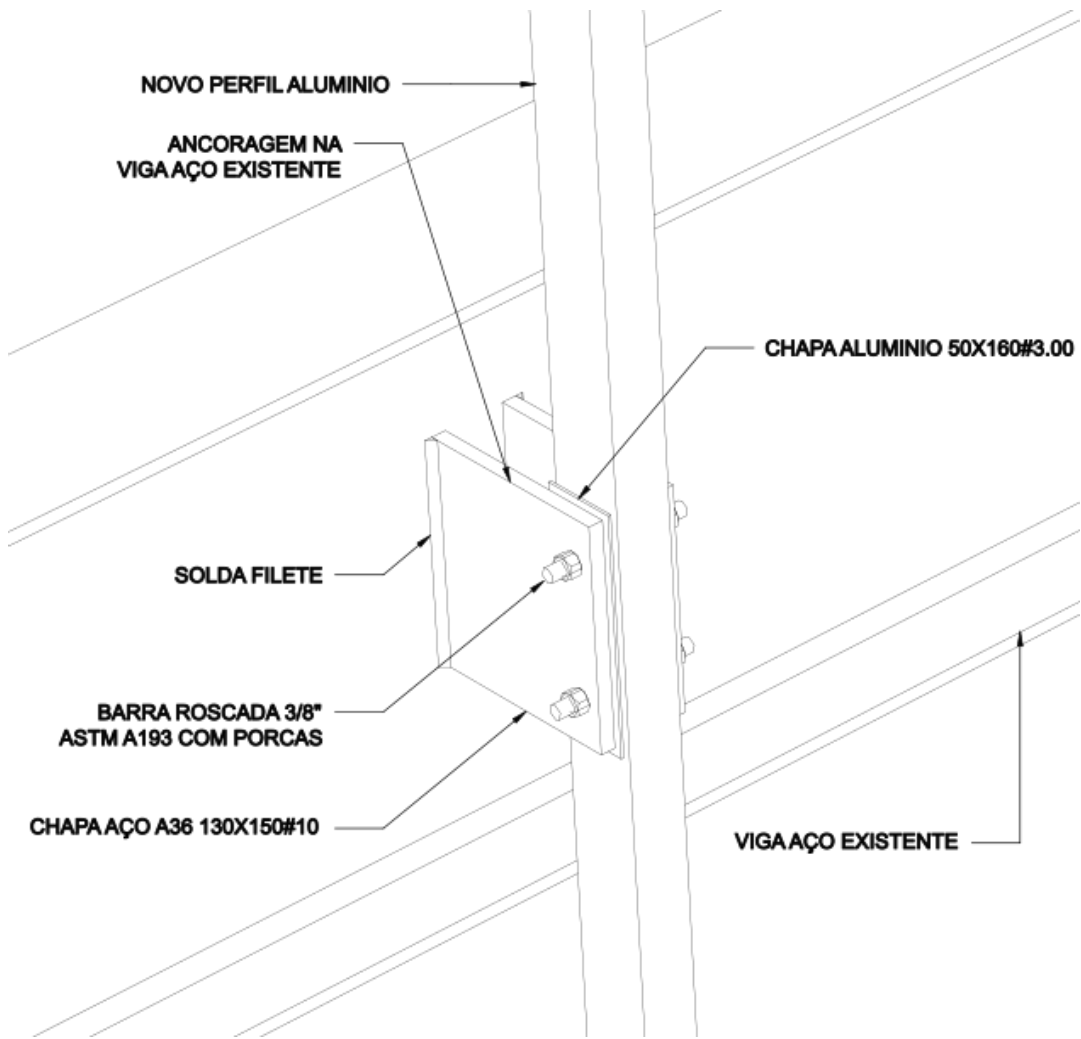 NOVO PERFIL ALUMINIO
ANCORAGEM NA
VIGA AÇO EXISTENTE
CHAPA ALUMINIO 50X160#3.00
SOLDA FILETE
BARRA ROSCADA 3/8"
ASTM A193 COM PORCAS
CHAPA AÇO A36 130X150#10
VIGA AÇO EXISTENTE